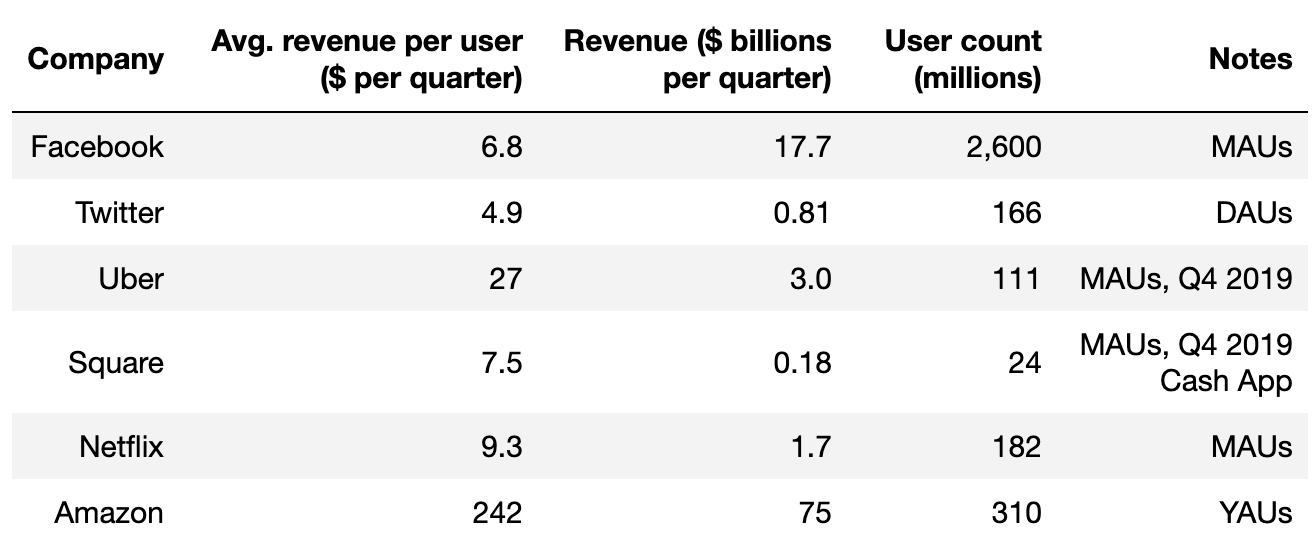 Company Avg. revenue per user ($ per quarter) Revenue ($ billions per quarter) User count (millions) Notes
Facebook 6.8 17.7 2,600 MAUs
Twitter 4.9 0.81 166 DAUs
Uber 27 3.0 111 MAUs, Q4 2019
Square 7.5 0.18 24 MAUs, Q4 2019 Cash App
Netflix 9.3 1.7 182 MAUs
Amazon 242 75 310 YAUs